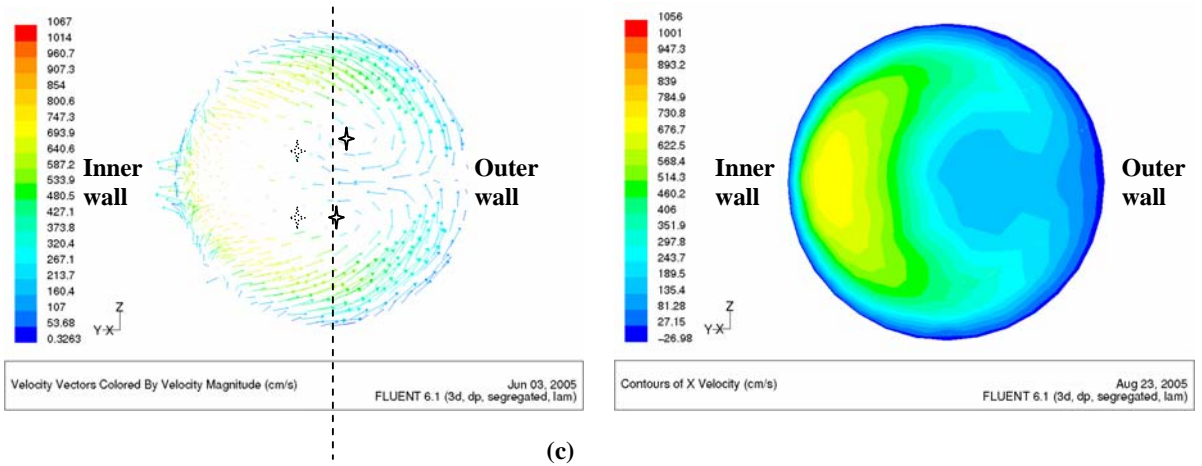 1067
1014
960.7
907.3
854
800.6
747.3
693.9
640.6
587.2
533.9
480.5
427.1
373.8
320.4
267.1
213.7
160.4
107
53.68
0.3263
Inner
wall
Outer
wall
Z
Y X
Velocity Vectors Colored By Velocity Magnitude (cm/s)
Jun 03, 2005
FLUENT 6.1 (3d, dp, segregated, lam)
1056
1001
947.3
893.2
839
784.9
730.8
676.7
622.5
568.4
514.3
460.2
406
351.9
297.8
243.7
189.5
135.4
81.28
27.15
-26.98
Inner
wall
Outer
wall
Z
Y X
Contours of X Velocity (cm/s)
Aug 23, 2005
FLUENT 6.1 (3d, dp, segregated, lam)
(c)